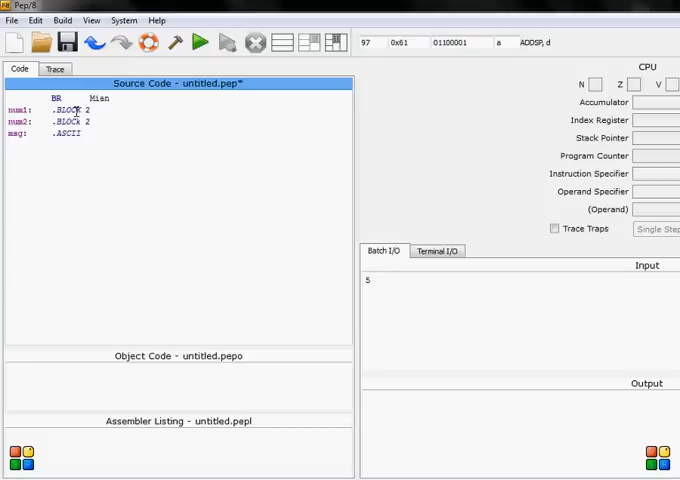 Pep/8
File Edit Build View System Help
97 0x61 01100001 a ADDSP, d
Code Trace
CPU
Source Code - untitled.pep*
N Z V
BR Mian
Accumulator
num1: .BLOCK 2
Index Register
num2: .BLOCK 2
msg: .ASCII
Stack Pointer
Program Counter
Instruction Specifier
Operand Specifier
(Operand)
Trace Traps Single Step
Batch I/O Terminal I/O
Input
5
Object Code - untitled.pepo
Output
Assembler Listing - untitled.pepl